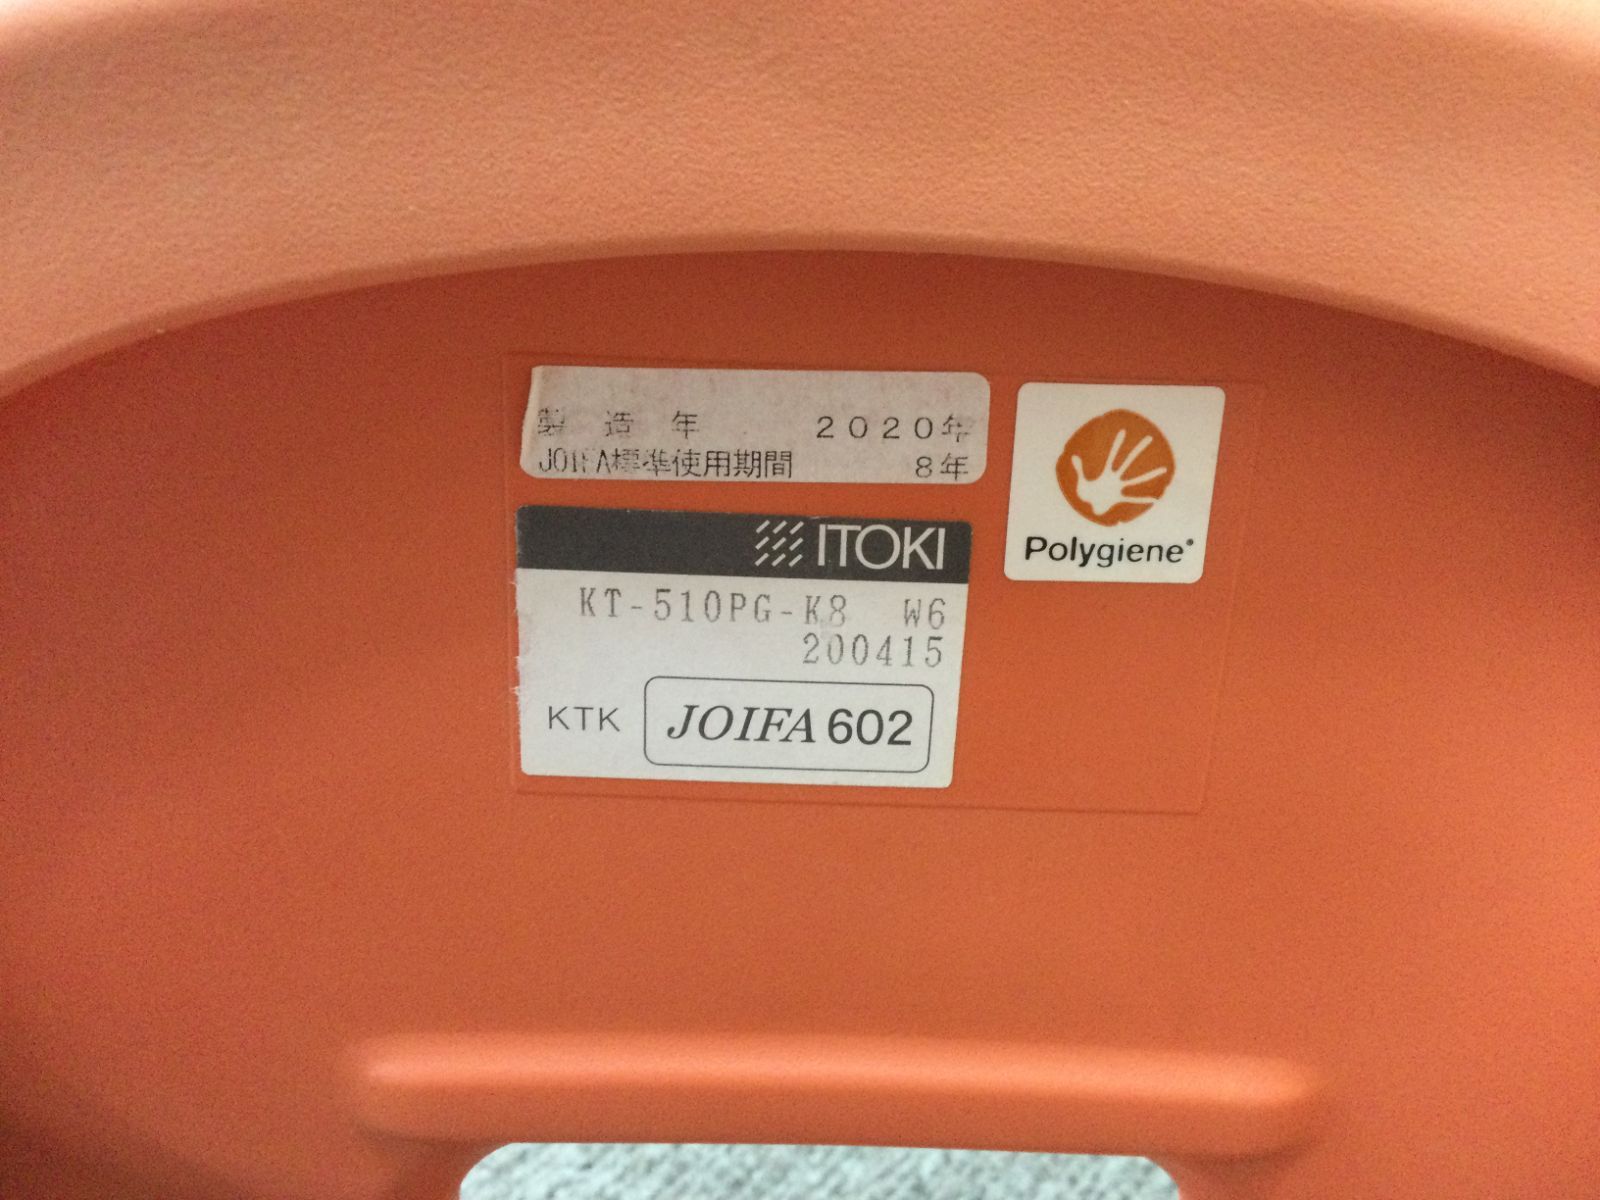 製造年 2020年
JOIFA標準使用期間 8年
Polygiene®
ITOKI
KT-510PG-K8 W6
200415
KTK JOIFA 602